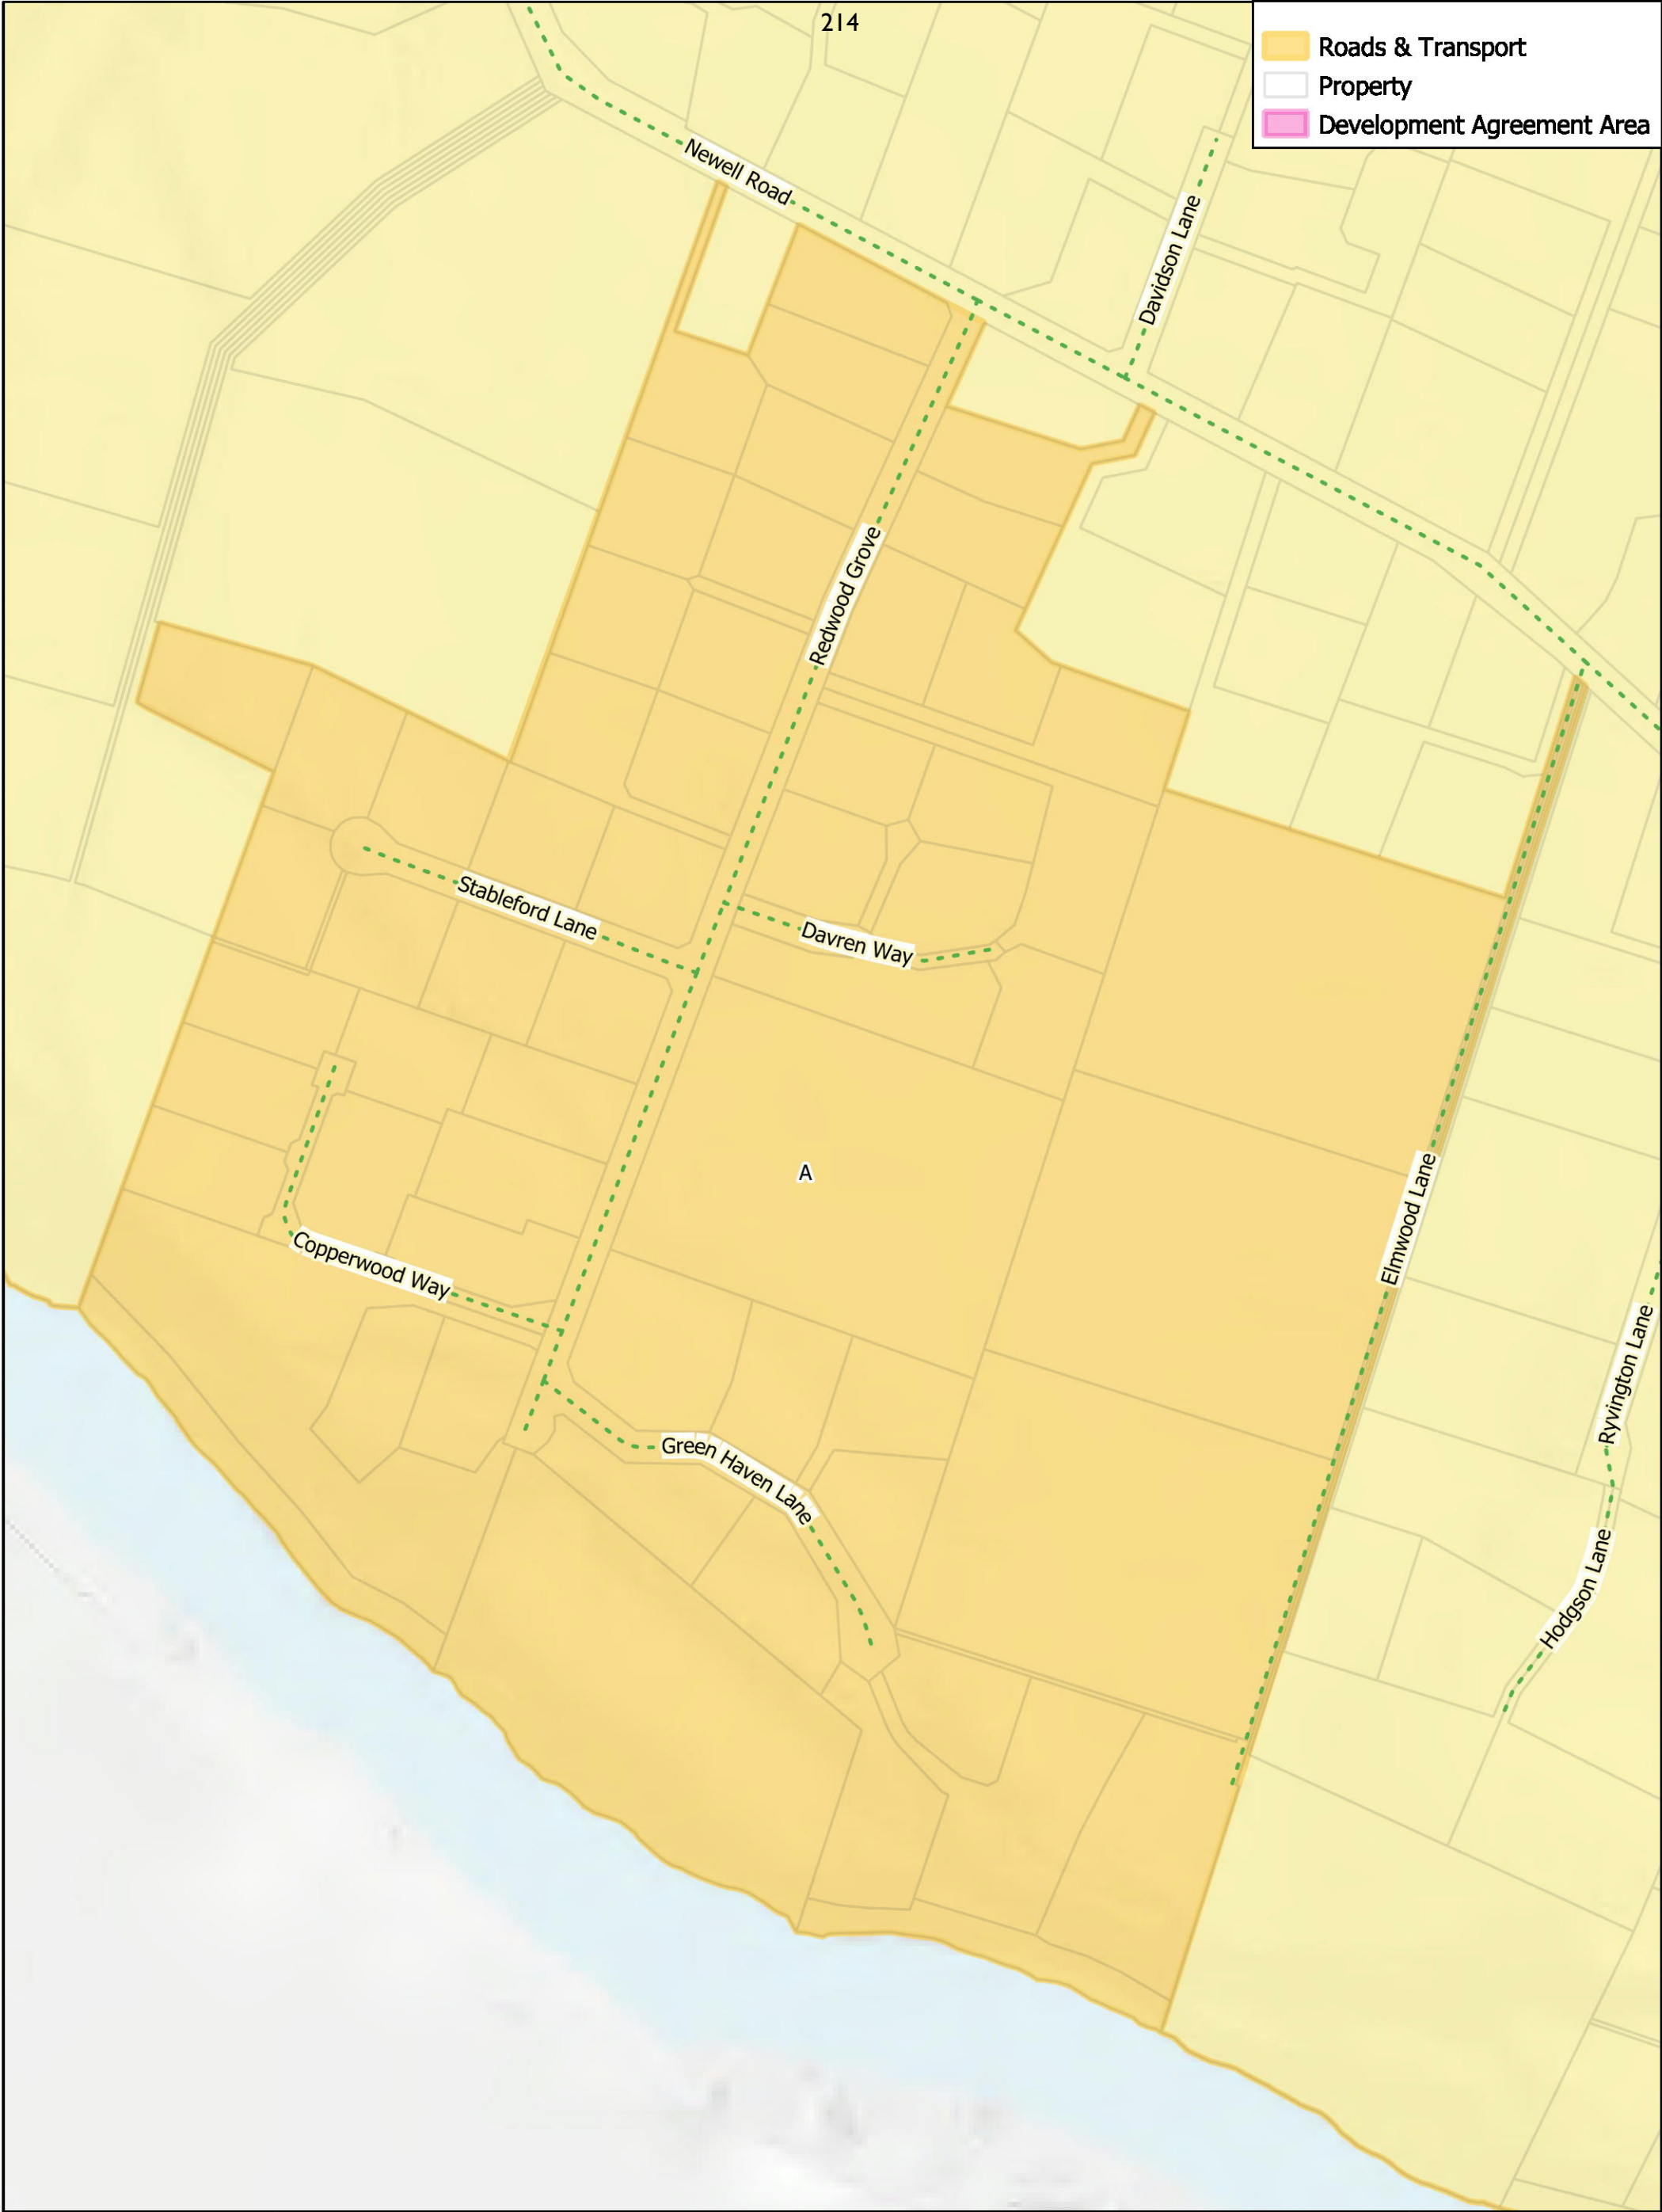 214
Roads & Transport
Property
Development Agreement Area
Newell Road
Davidson Lane
Redwood Grove
Stableford Lane
Davren Way
A
Elmwood Lane
Copperwood Way
Ryvington Lane
Green Haven Lane
Hodgson Lane